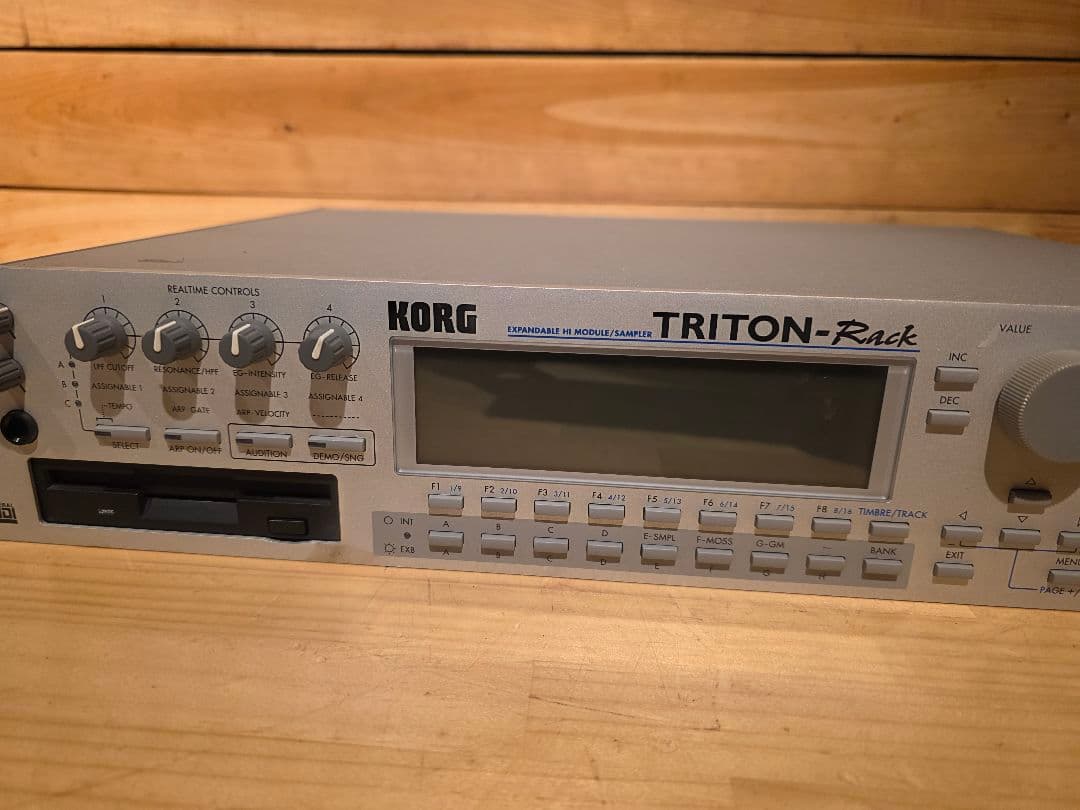 REALTIME CONTROLS
1 2 3 4
LPF CUTOFF RESONANCE/HPF EG-INTENSITY EG-RELEASE
A
ASSIGNABLE 1 ASSIGNABLE 2 ASSIGNABLE 3 ASSIGNABLE 4
B
TEMPO ARP GATE ARP VELOCITY
C
SELECT ARP ON/OFF AUDITION DEMO/SNG
KORG
EXPANDABLE HI MODULE/SAMPLER
TRITON-Rack
VALUE
INC
DEC
F1 1/9 F2 2/10 F3 3/11 F4 4/12 F5 5/13 F6 6/14 F7 7/15 F8 8/16 TIMBRE/TRACK
INT A B C D E-SMPL F-MOSS G-GM - BANK
EXB A B C D E F G H
EXIT
MENU
PAGE +/